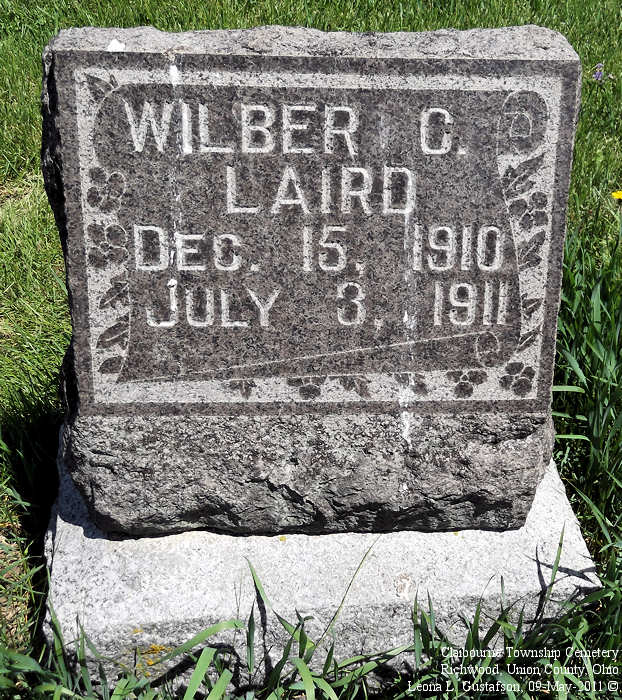 WILBER C.
LAIRD
DEC. 15, 1910
JULY 3, 1911
Claibourne Township Cemetery
Richwood, Union County, Ohio
Leona L. Gustafson, 09-May-2011 ©